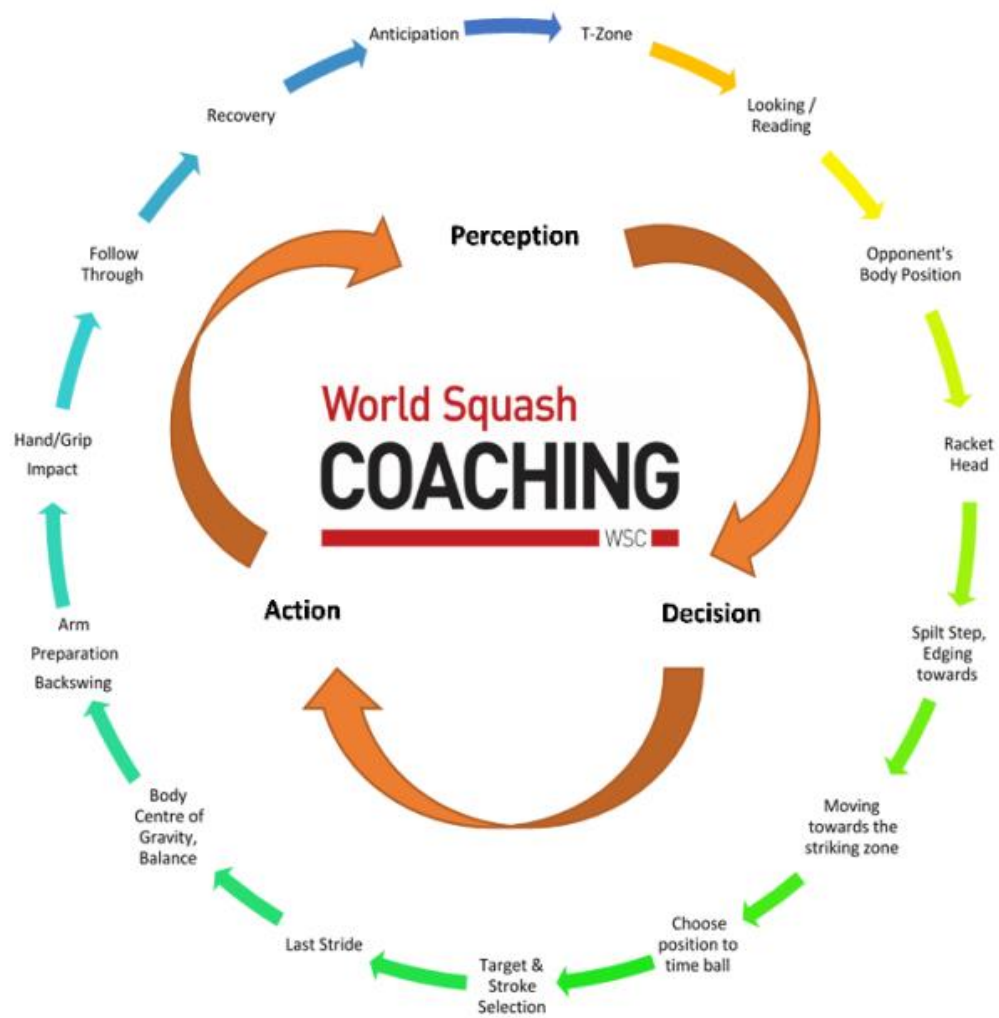 Anticipation
T-Zone
Looking /
Reading
Opponent's
Body Position
Racket
Head
Spilt Step,
Edging
towards
Moving
towards the
striking zone
Choose
position to
time ball
Target &
Stroke
Selection
Last Stride
Body
Centre of
Gravity,
Balance
Arm
Preparation
Backswing
Hand/Grip
Impact
Follow
Through
Recovery
Perception
Decision
Action
World Squash
COACHING
WSC